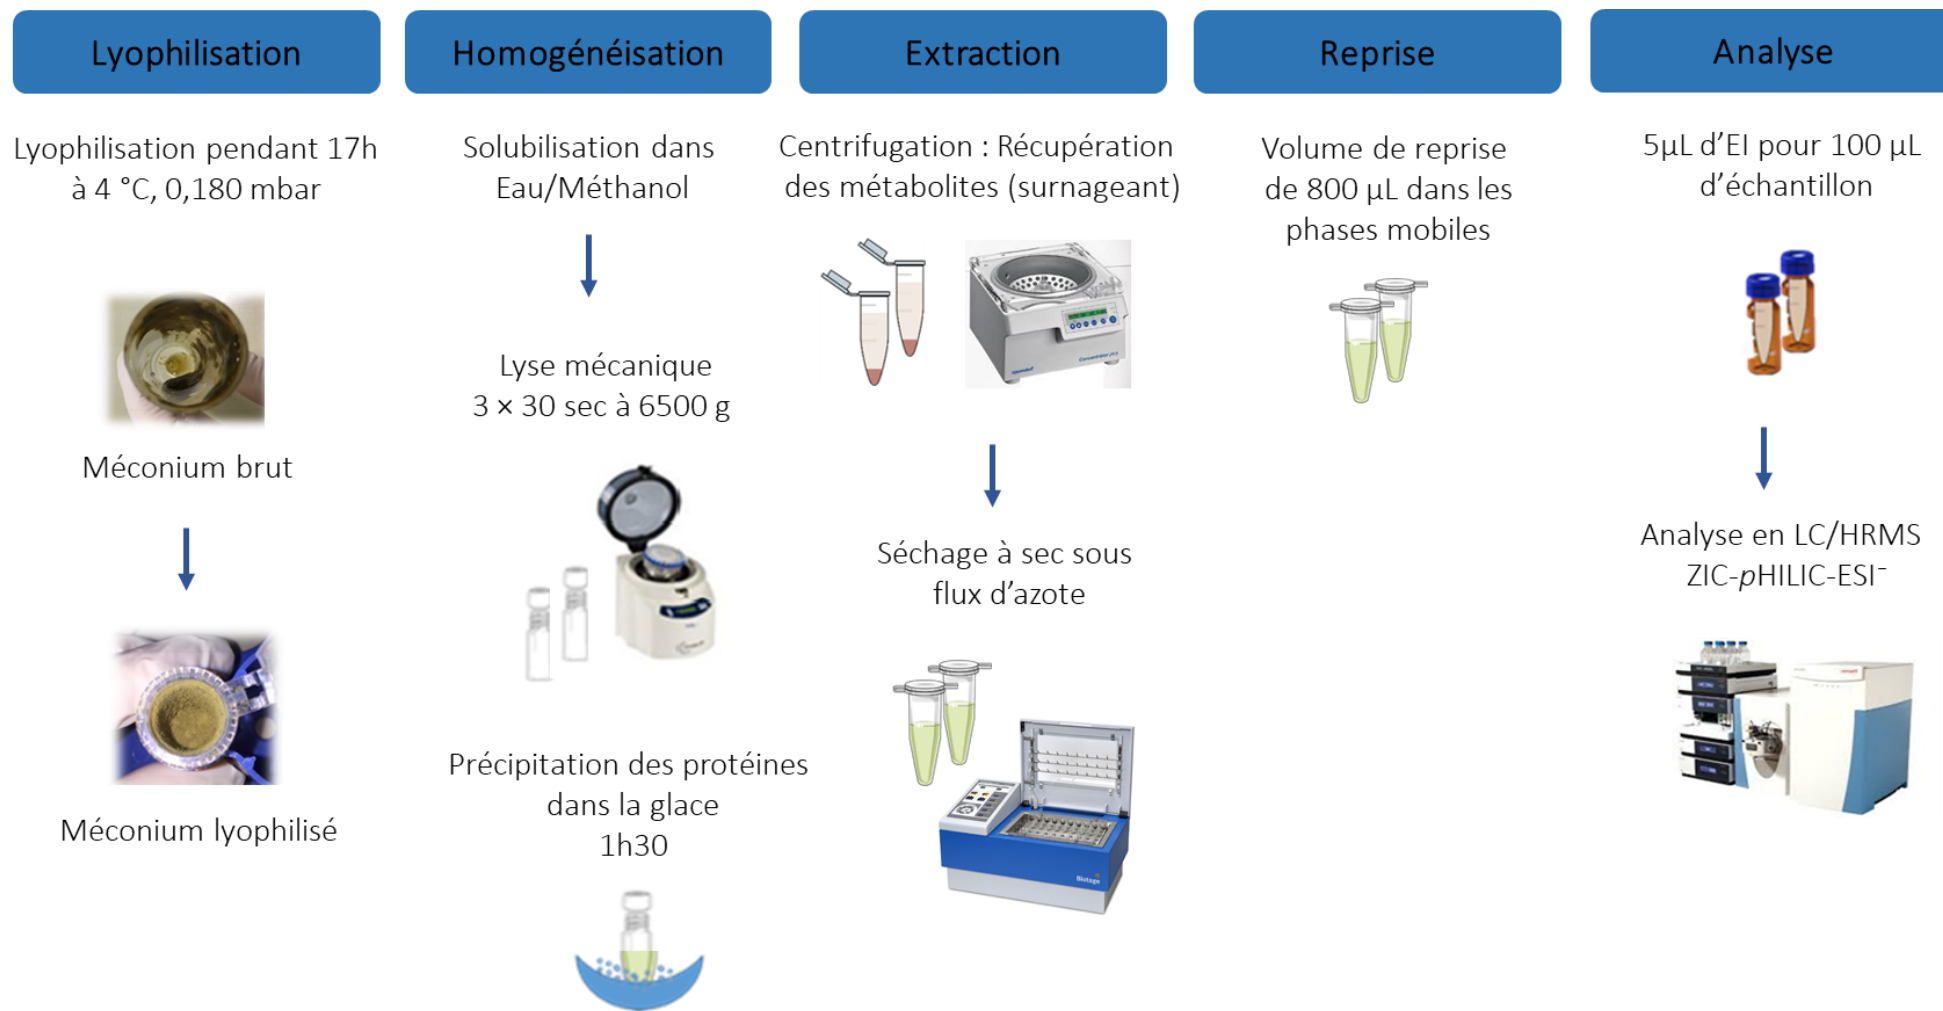 Lyophilisation
Lyophilisation pendant 17h
à 4 °C, 0,180 mbar
Méconium brut
Méconium lyophilisé
Homogénéisation
Solubilisation dans
Eau/Méthanol
Lyse mécanique
3 × 30 sec à 6500 g
Précipitation des protéines
dans la glace
1h30
Extraction
Centrifugation : Récupération
des métabolites (surnageant)
Séchage à sec sous
flux d’azote
Biotage
Reprise
Volume de reprise
de 800 µL dans les
phases mobiles
Analyse
5µL d’EI pour 100 µL
d’échantillon
Analyse en LC/HRMS
ZIC-pHILIC-ESI⁻